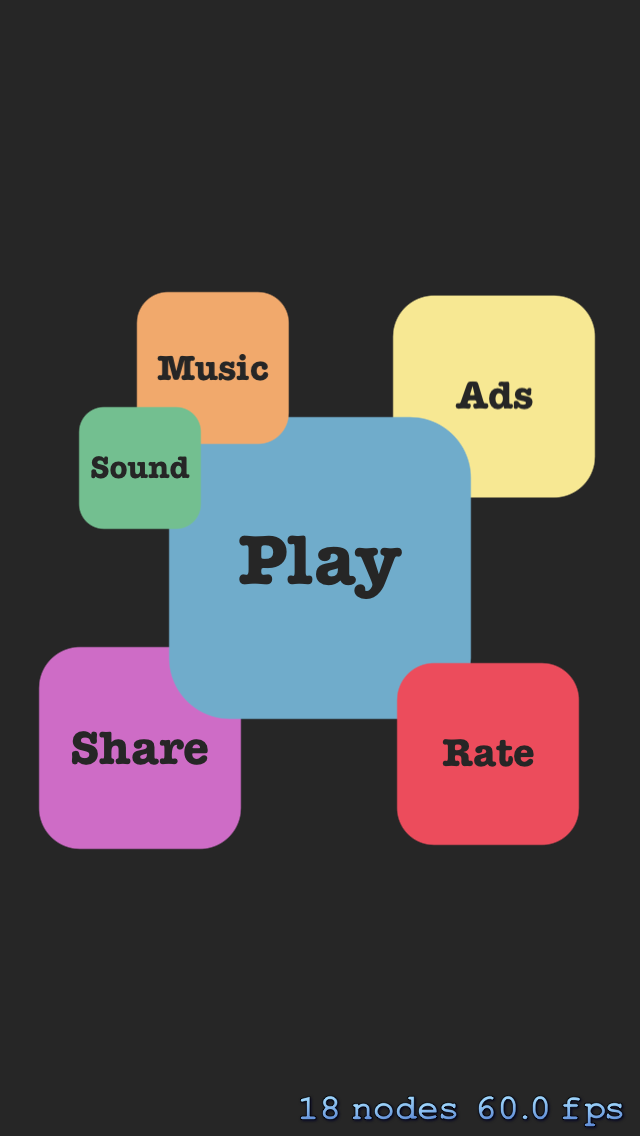 Music
Ads
Sound
Play
Share
Rate
18 nodes 60.0 fps